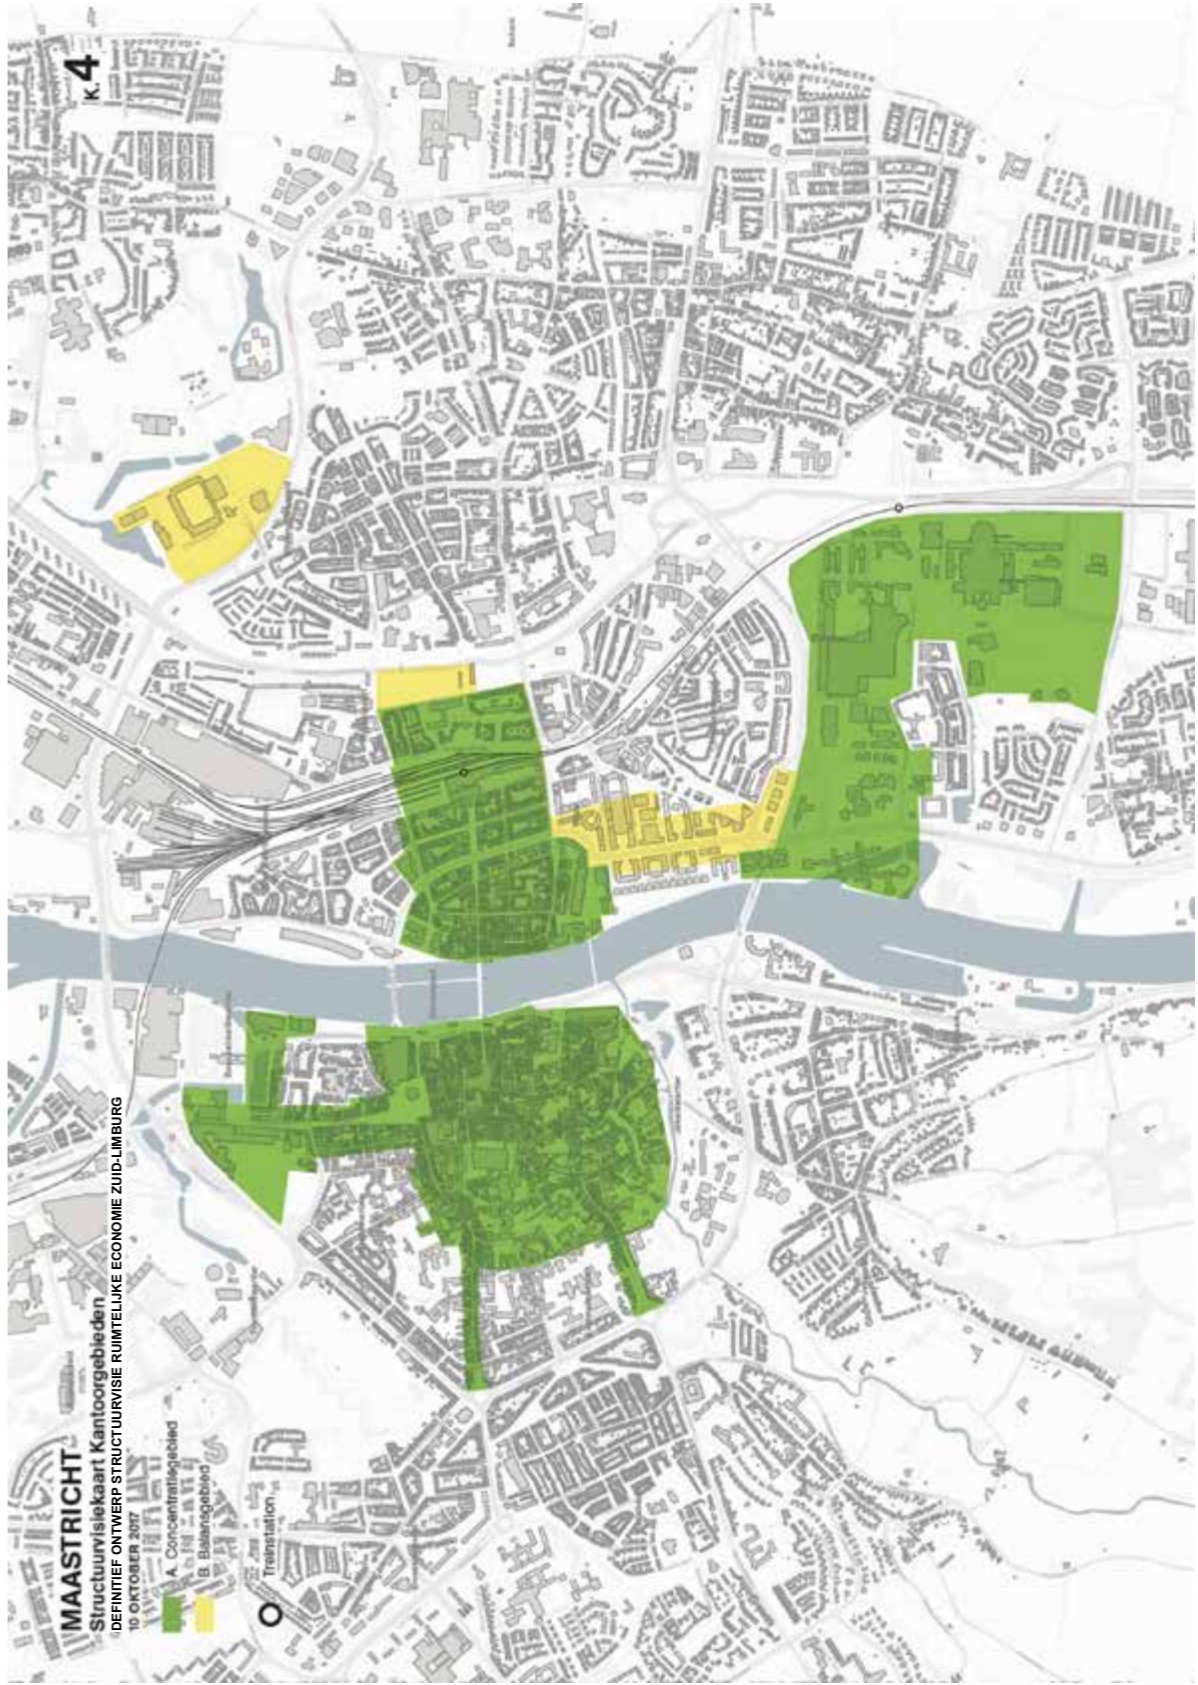 MAASTRICHT
Structuurvisiekaart Kantoorgebieden
DEFINITIEF ONTWERP STRUCTUURVISIE RUIMTELIJKE ECONOMIE ZUID-LIMBURG
10 OKTOBER 2017
A. Concentratiegebied
B. Balansgebied
Treinstation
K.4